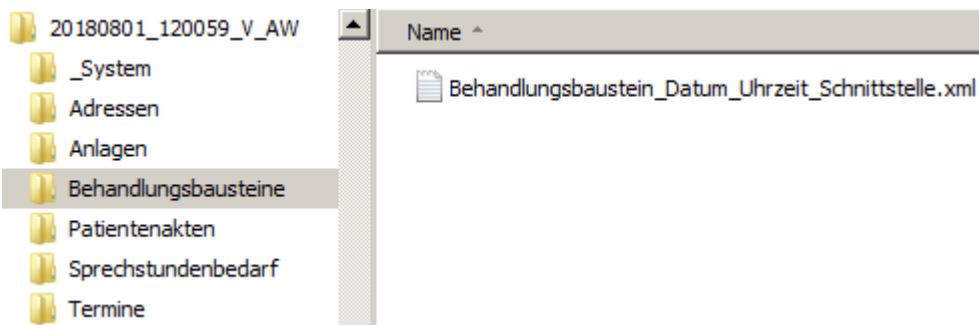 20180801_120059_V_AW
_System
Adressen
Anlagen
Behandlungsbausteine
Patientenakten
Sprechstundenbedarf
Termine
Name
Behandlungsbaustein_Datum_Uhrzeit_Schnittstelle.xml